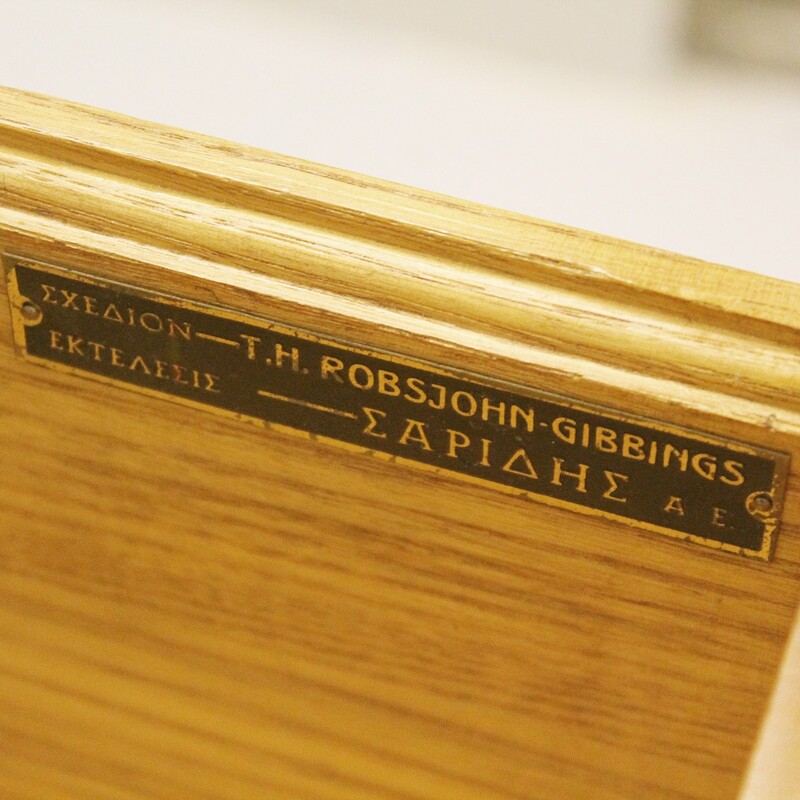 ΣΧΕΔΙΟΝ—T.H. ROBSJOHN-GIBBINGS
ΕΚΤΕΛΕΣΙΣ —ΣΑΡΙΔΗΣ Α Ε.